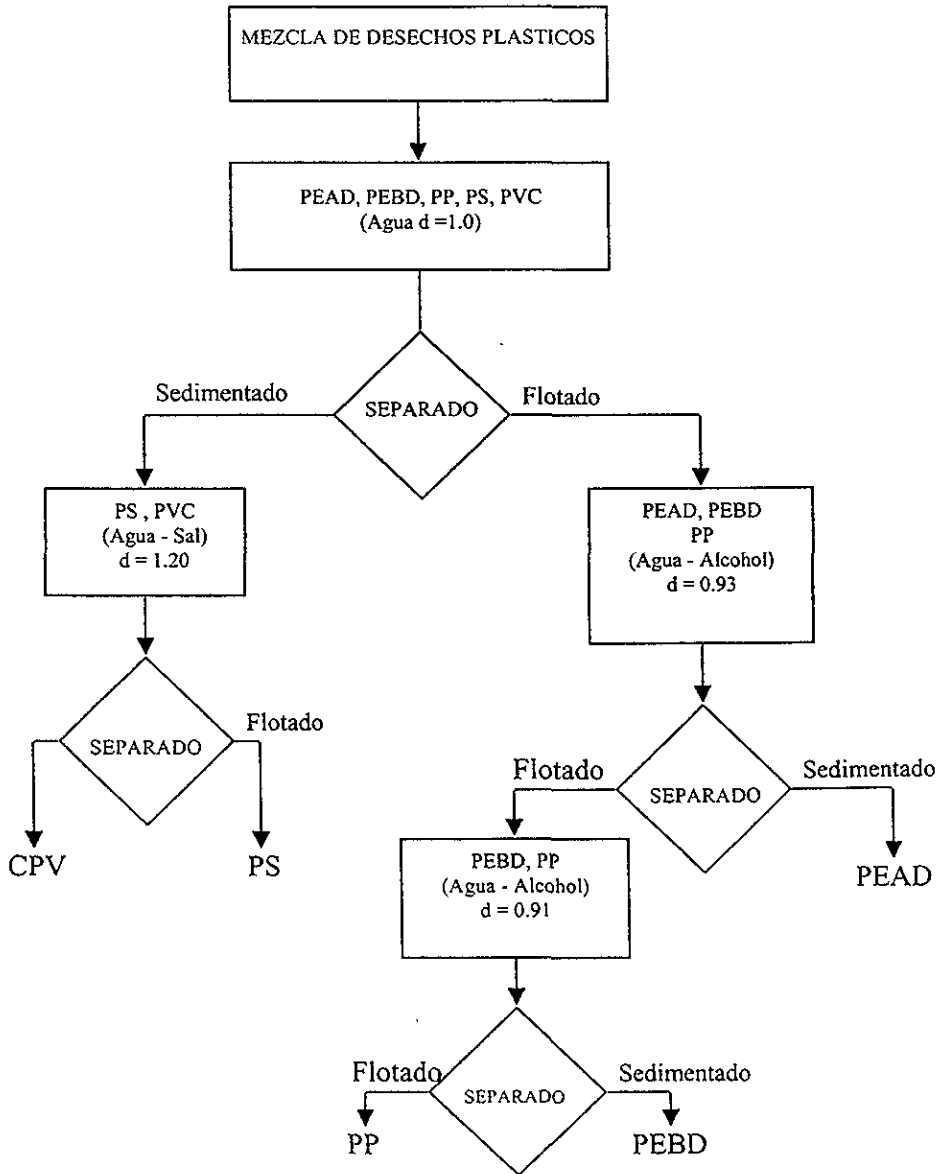 MEZCLA DE DESECHOS PLASTICOS
PEAD, PEBD, PP, PS, PVC
(Agua d =1.0)
Sedimentado
SEPARADO
Flotado
PS , PVC
(Agua - Sal)
d = 1.20
PEAD, PEBD
PP
(Agua - Alcohol)
d = 0.93
SEPARADO
Flotado
CPV
PS
Flotado
SEPARADO
Sedimentado
PEAD
PEBD, PP
(Agua - Alcohol)
d = 0.91
Flotado
SEPARADO
Sedimentado
PP
PEBD